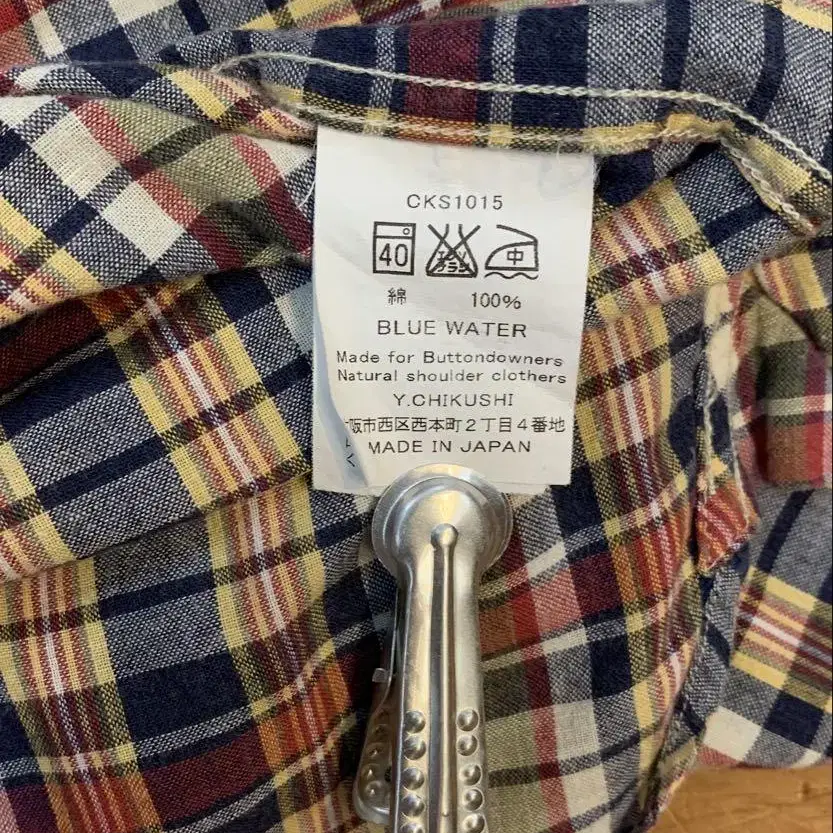 CKS1015
40 中
綿 100%
BLUE WATER
Made for Buttondowners
Natural shoulder clothers
Y.CHIKUSHI
阪市西区西本町2丁目4番地
MADE IN JAPAN